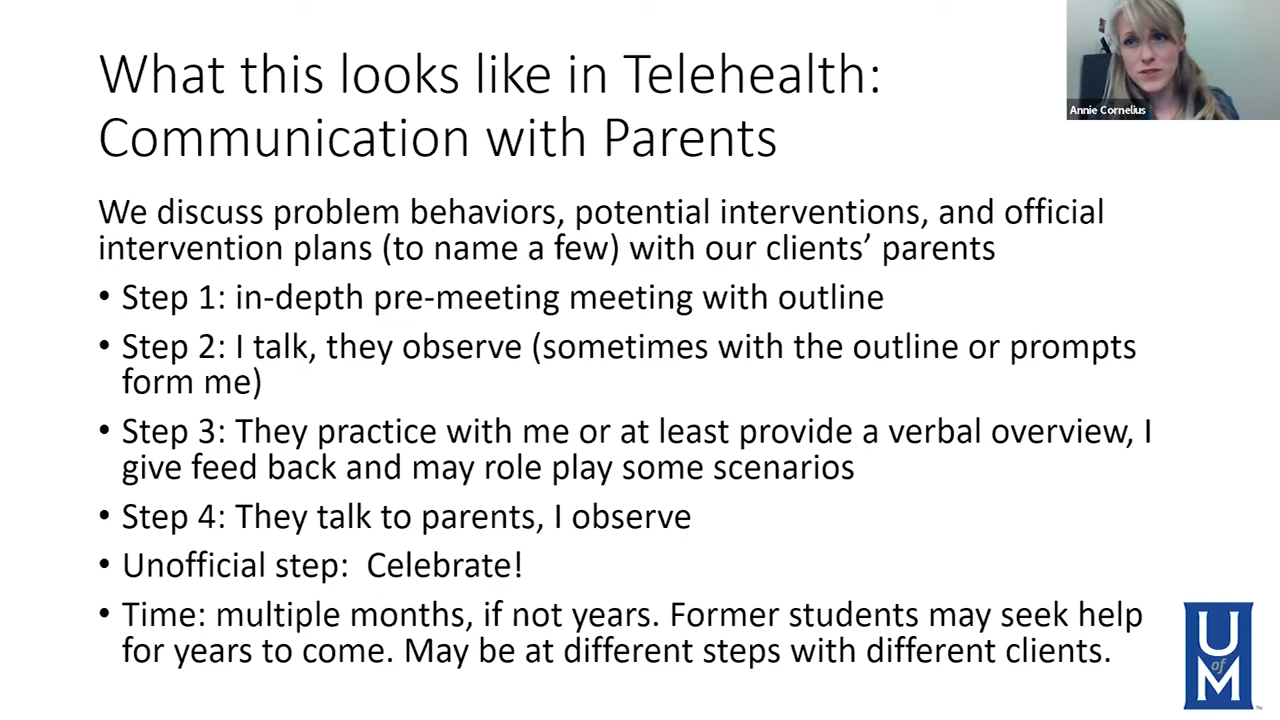 What this looks like in Telehealth:
Communication with Parents
Annie Cornelius
We discuss problem behaviors, potential interventions, and official
intervention plans (to name a few) with our clients’ parents
• Step 1: in-depth pre-meeting meeting with outline
• Step 2: I talk, they observe (sometimes with the outline or prompts
form me)
• Step 3: They practice with me or at least provide a verbal overview, I
give feed back and may role play some scenarios
• Step 4: They talk to parents, I observe
• Unofficial step:  Celebrate!
• Time: multiple months, if not years. Former students may seek help
for years to come. May be at different steps with different clients.
U
of
M
™